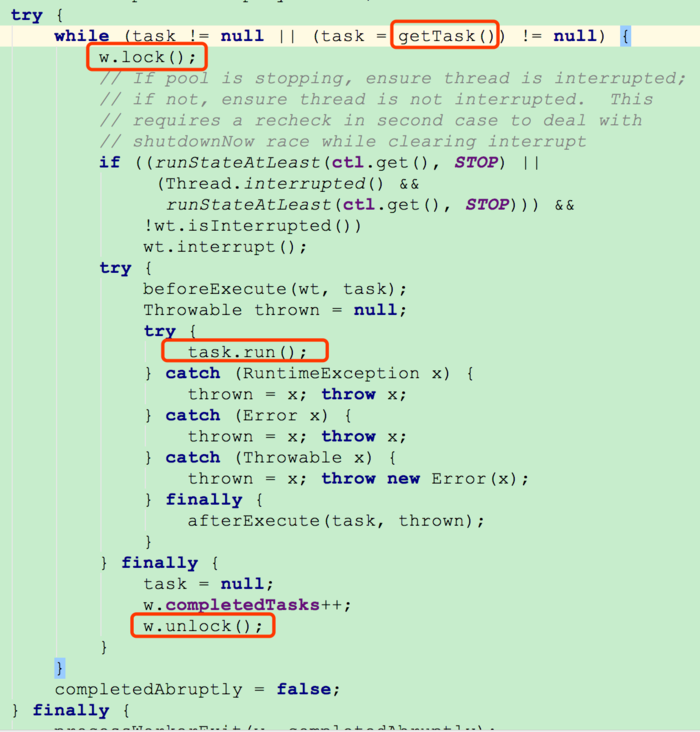 try {
while (task != null || (task = getTask()) != null) {
w.lock();
// If pool is stopping, ensure thread is interrupted;
// if not, ensure thread is not interrupted.  This
// requires a recheck in second case to deal with
// shutdownNow race while clearing interrupt
if ((runStateAtLeast(ctl.get(), STOP) ||
(Thread.interrupted() &&
runStateAtLeast(ctl.get(), STOP))) &&
!wt.isInterrupted())
wt.interrupt();
try {
beforeExecute(wt, task);
Throwable thrown = null;
try {
task.run();
} catch (RuntimeException x) {
thrown = x; throw x;
} catch (Error x) {
thrown = x; throw x;
} catch (Throwable x) {
thrown = x; throw new Error(x);
} finally {
afterExecute(task, thrown);
}
} finally {
task = null;
w.completedTasks++;
w.unlock();
}
}
completedAbruptly = false;
} finally {